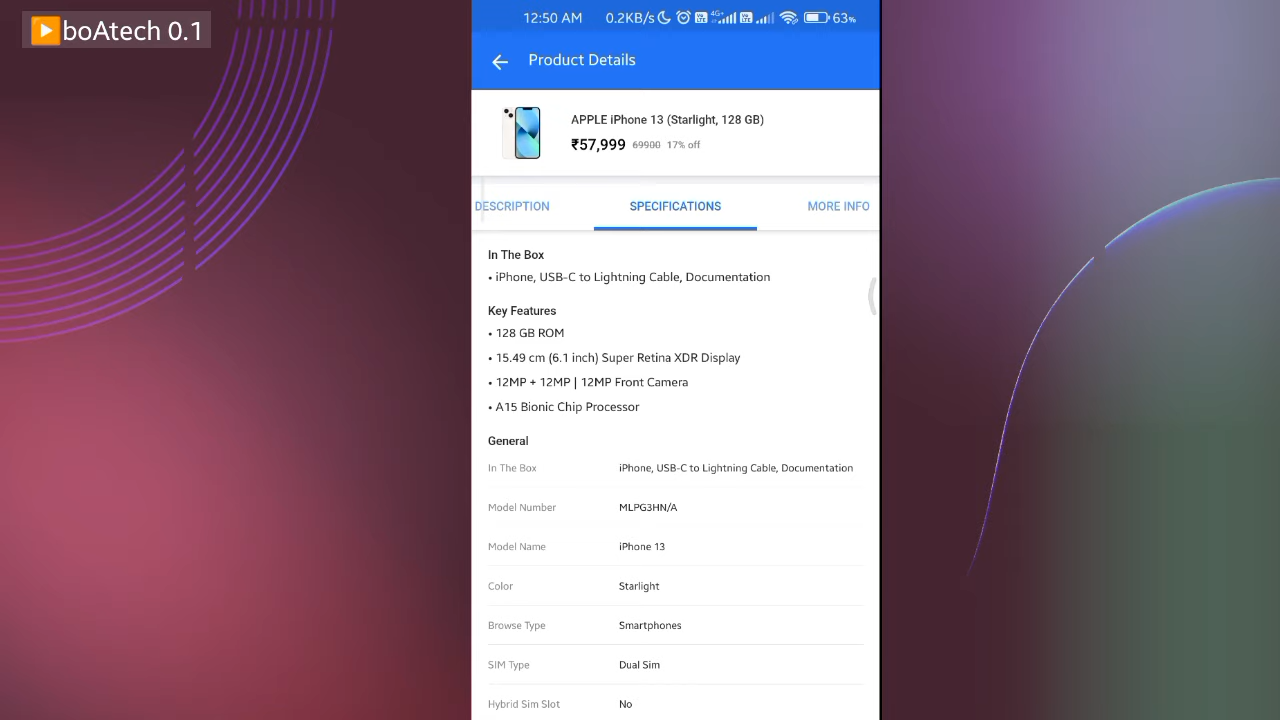 ▶️boAtech 0.1
12:50 AM 0.2KB/s 4G+ 63%
Product Details
APPLE iPhone 13 (Starlight, 128 GB)
₹57,999 69900 17% off
DESCRIPTION SPECIFICATIONS MORE INFO
In The Box
• iPhone, USB-C to Lightning Cable, Documentation
Key Features
• 128 GB ROM
• 15.49 cm (6.1 inch) Super Retina XDR Display
• 12MP + 12MP | 12MP Front Camera
• A15 Bionic Chip Processor
General
In The Box iPhone, USB-C to Lightning Cable, Documentation
Model Number MLPG3HN/A
Model Name iPhone 13
Color Starlight
Browse Type Smartphones
SIM Type Dual Sim
Hybrid Sim Slot No